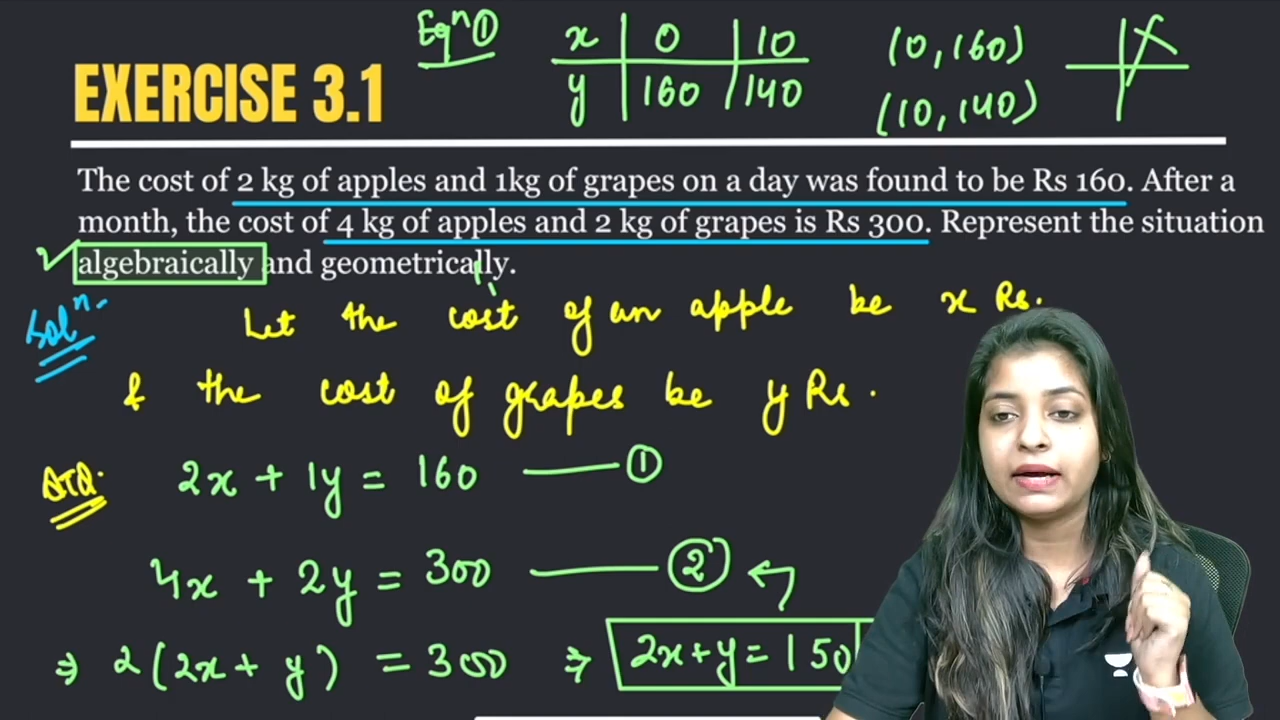 Eqⁿ ①
x | 0 | 10
y | 160 | 140
(0,160)
(10,140)
EXERCISE 3.1
The cost of 2 kg of apples and 1kg of grapes on a day was found to be Rs 160. After a
month, the cost of 4 kg of apples and 2 kg of grapes is Rs 300. Represent the situation
algebraically and geometrically.
Solⁿ.
Let the cost of an apple be x Rs.
& the cost of grapes be y Rs.
ATQ.
2x + 1y = 160 — ①
4x + 2y = 300 — ②
⇒ 2(2x + y) = 300 ⇒ 2x+y=150